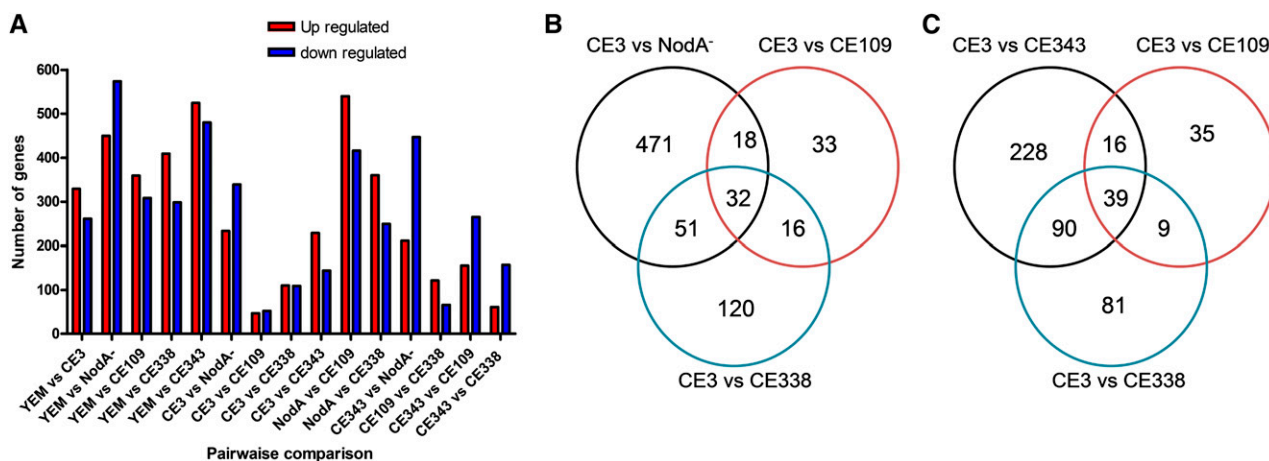 A
Up regulated
down regulated
Number of genes
600
500
400
300
200
100
0
YEM vs CE3
YEM vs NodA-
YEM vs CE109
YEM vs CE338
YEM vs CE343
CE3 vs NodA-
CE3 vs CE109
CE3 vs CE338
CE3 vs CE343
NodA vs CE109
NodA vs CE338
CE343 vs NodA-
CE109 vs CE338
CE343 vs CE109
CE343 vs CE338
Pairwaise comparison
B
CE3 vs NodA-
CE3 vs CE109
471
18
33
32
51
16
120
CE3 vs CE338
C
CE3 vs CE343
CE3 vs CE109
228
16
35
39
90
9
81
CE3 vs CE338